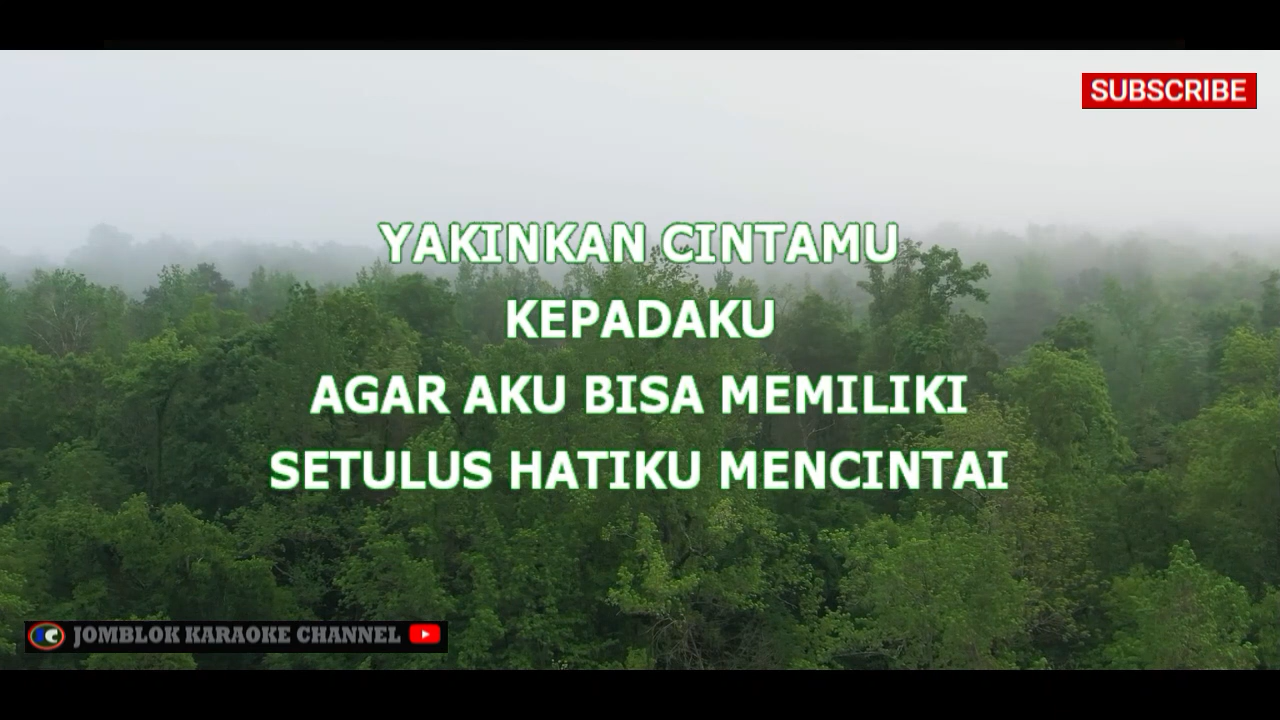 SUBSCRIBE
YAKINKAN CINTAMU
KEPADAKU
AGAR AKU BISA MEMILIKI
SETULUS HATIKU MENCINTAI
JOMBLOK KARAOKE CHANNEL